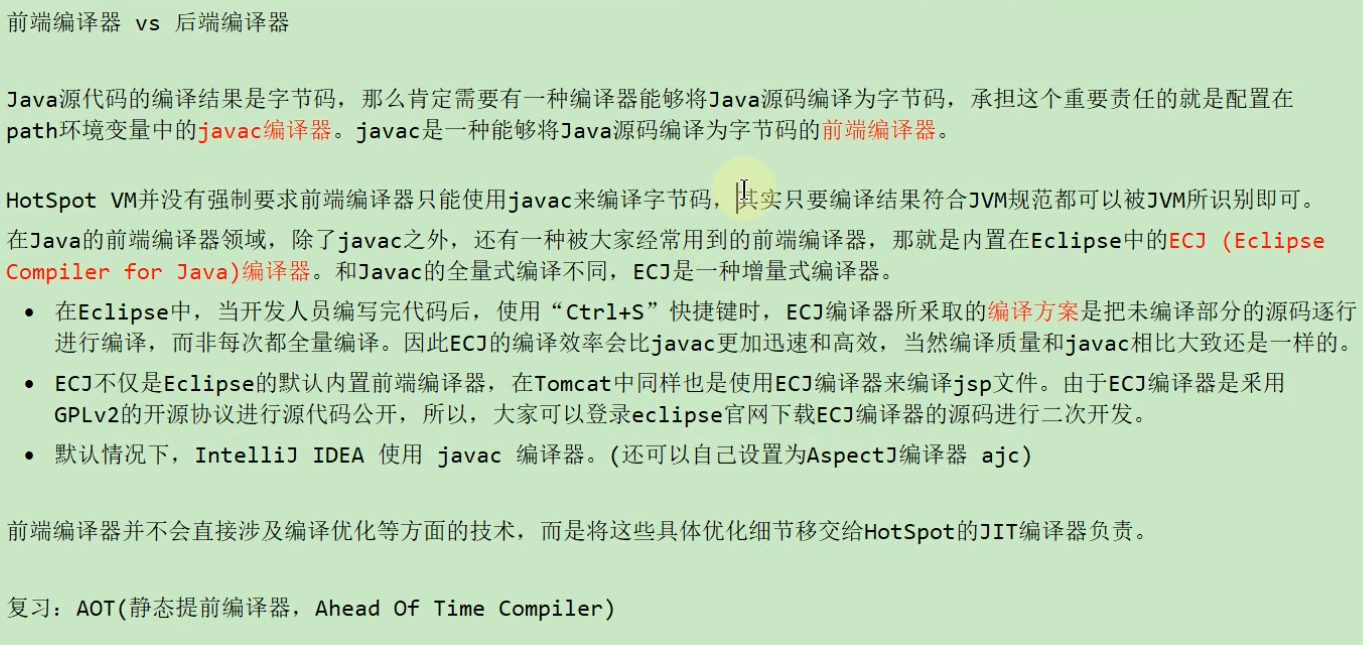 前端编译器 vs 后端编译器
Java源代码的编译结果是字节码，那么肯定需要有一种编译器能够将Java源码编译为字节码，承担这个重要责任的就是配置在
path环境变量中的javac编译器。javac是一种能够将Java源码编译为字节码的前端编译器。
HotSpot VM并没有强制要求前端编译器只能使用javac来编译字节码，其实只要编译结果符合JVM规范都可以被JVM所识别即可。
在Java的前端编译器领域，除了javac之外，还有一种被大家经常用到的前端编译器，那就是内置在Eclipse中的ECJ (Eclipse
Compiler for Java)编译器。和Javac的全量式编译不同，ECJ是一种增量式编译器。
• 在Eclipse中，当开发人员编写完代码后，使用“Ctrl+S”快捷键时，ECJ编译器所采取的编译方案是把未编译部分的源码逐行
进行编译，而非每次都全量编译。因此ECJ的编译效率会比javac更加迅速和高效，当然编译质量和javac相比大致还是一样的。
• ECJ不仅是Eclipse的默认内置前端编译器，在Tomcat中同样也是使用ECJ编译器来编译jsp文件。由于ECJ编译器是采用
GPLv2的开源协议进行源代码公开，所以，大家可以登录eclipse官网下载ECJ编译器的源码进行二次开发。
• 默认情况下，IntelliJ IDEA 使用 javac 编译器。(还可以自己设置为AspectJ编译器 ajc)
前端编译器并不会直接涉及编译优化等方面的技术，而是将这些具体优化细节移交给HotSpot的JIT编译器负责。
复习：AOT(静态提前编译器，Ahead Of Time Compiler)